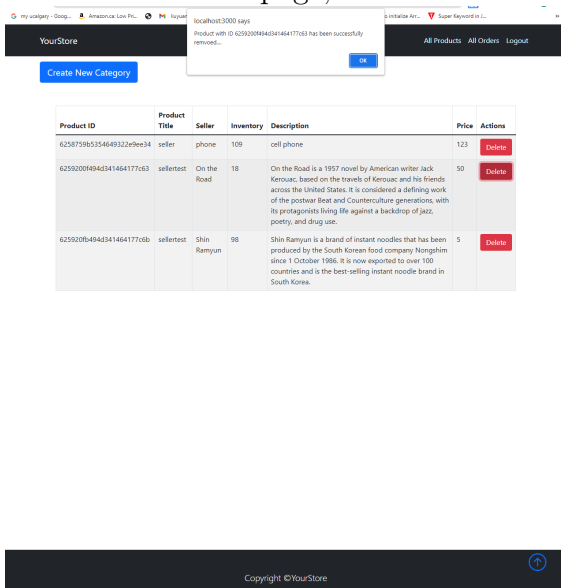 my ucalgary - Goog... Amazon.ca: Low Pri... Super Keyword in J... »
localhost:3000 says
Product with ID 6259200f494d341464177c63 has been successfully
remvoed...
OK
YourStore All Products All Orders Logout
Create New Category
Product ID Product Title Seller Inventory Description Price Actions
6258759b5354649322e9ee34 seller phone 109 cell phone 123 Delete
6259200f494d341464177c63 sellertest On the 18 On the Road is a 1957 novel by American writer Jack 50 Delete
Road Kerouac, based on the travels of Kerouac and his friends
across the United States. It is considered a defining work
of the postwar Beat and Counterculture generations, with
its protagonists living life against a backdrop of jazz,
poetry, and drug use.
625920fb494d341464177c6b sellertest Shin 98 Shin Ramyun is a brand of instant noodles that has been 5 Delete
Ramyun produced by the South Korean food company Nongshim
since 1 October 1986. It is now exported to over 100
countries and is the best-selling instant noodle brand in
South Korea.
Copyright ©YourStore